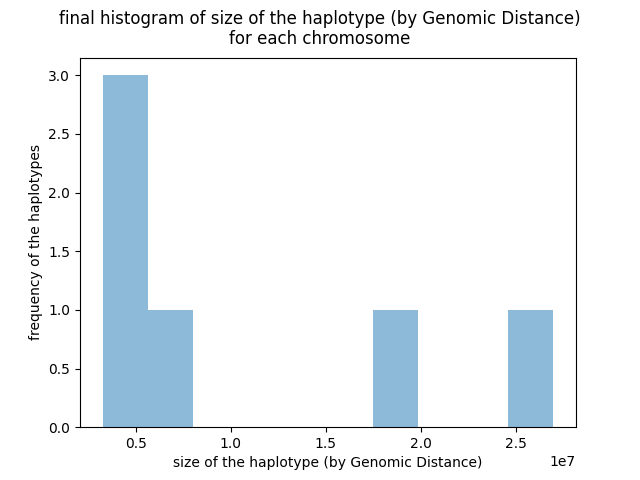 final histogram of size of the haplotype (by Genomic Distance)
for each chromosome
3.0
2.5
2.0
1.5
1.0
0.5
0.0
frequency of the haplotypes
0.5
1.0
1.5
2.0
2.5
1e7
size of the haplotype (by Genomic Distance)